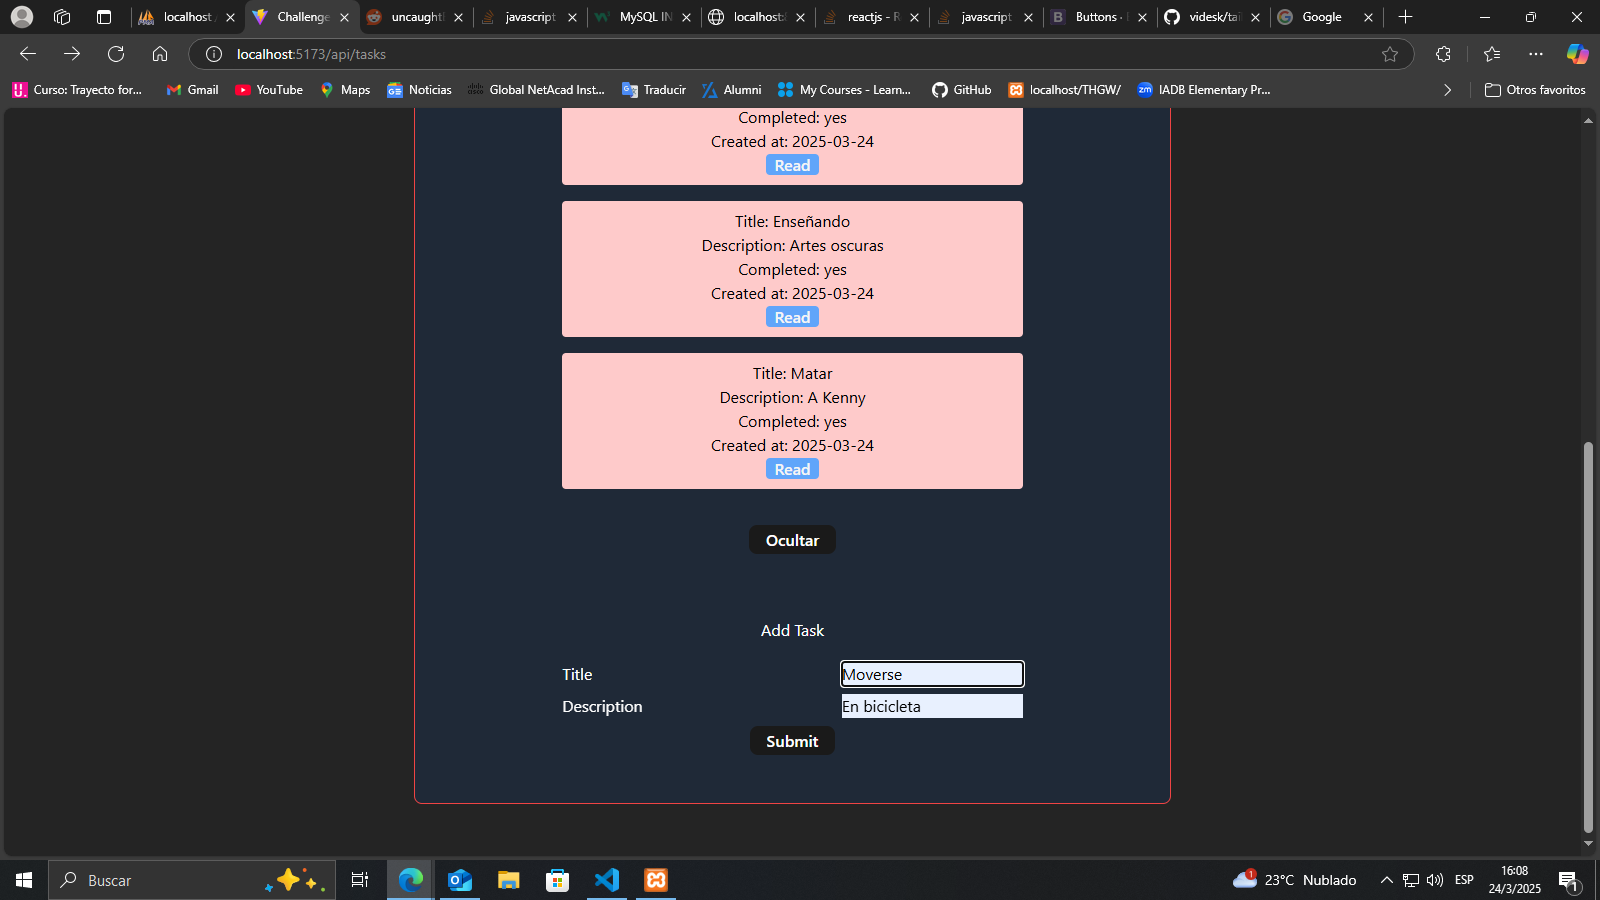 localhost
Challenge
uncaught
javascript
MySQL IN
localhost
reactjs - R
javascript
Buttons ·
videsk/tai
Google
localhost:5173/api/tasks
Curso: Trayecto for...
Gmail
YouTube
Maps
Noticias
Global NetAcad Inst...
Traducir
Alumni
My Courses - Learn...
GitHub
localhost/THGW/
zm
IADB Elementary Pr...
Otros favoritos
Completed: yes
Created at: 2025-03-24
Read
Title: Enseñando
Description: Artes oscuras
Completed: yes
Created at: 2025-03-24
Read
Title: Matar
Description: A Kenny
Completed: yes
Created at: 2025-03-24
Read
Ocultar
Add Task
Title
Moverse
Description
En bicicleta
Submit
Buscar
1
23°C Nublado
ESP
16:08
24/3/2025
1